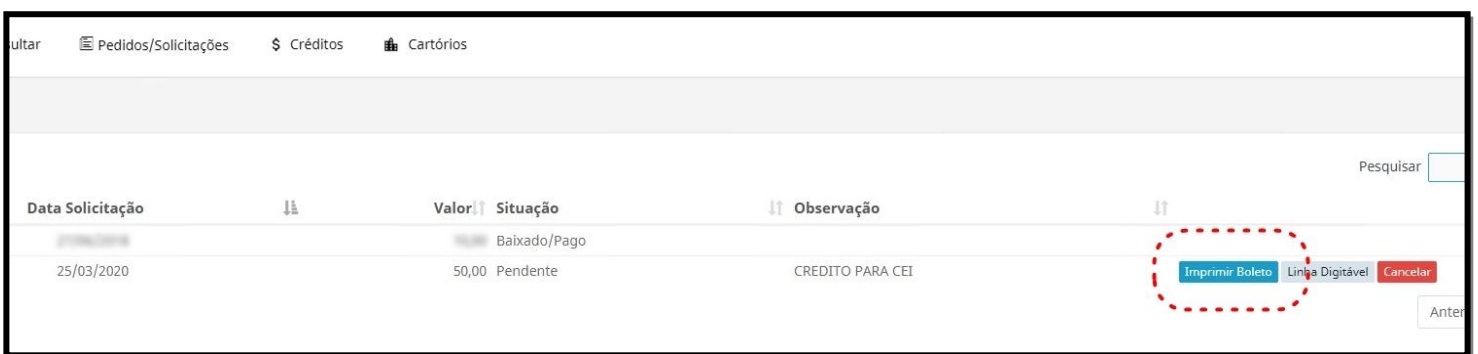 ultar Pedidos/Solicitações $ Créditos Cartórios
Pesquisar
Data Solicitação Valor Situação Observação
Baixado/Pago
25/03/2020 50,00 Pendente CREDITO PARA CEI Imprimir Boleto Linha Digitável Cancelar
Anter